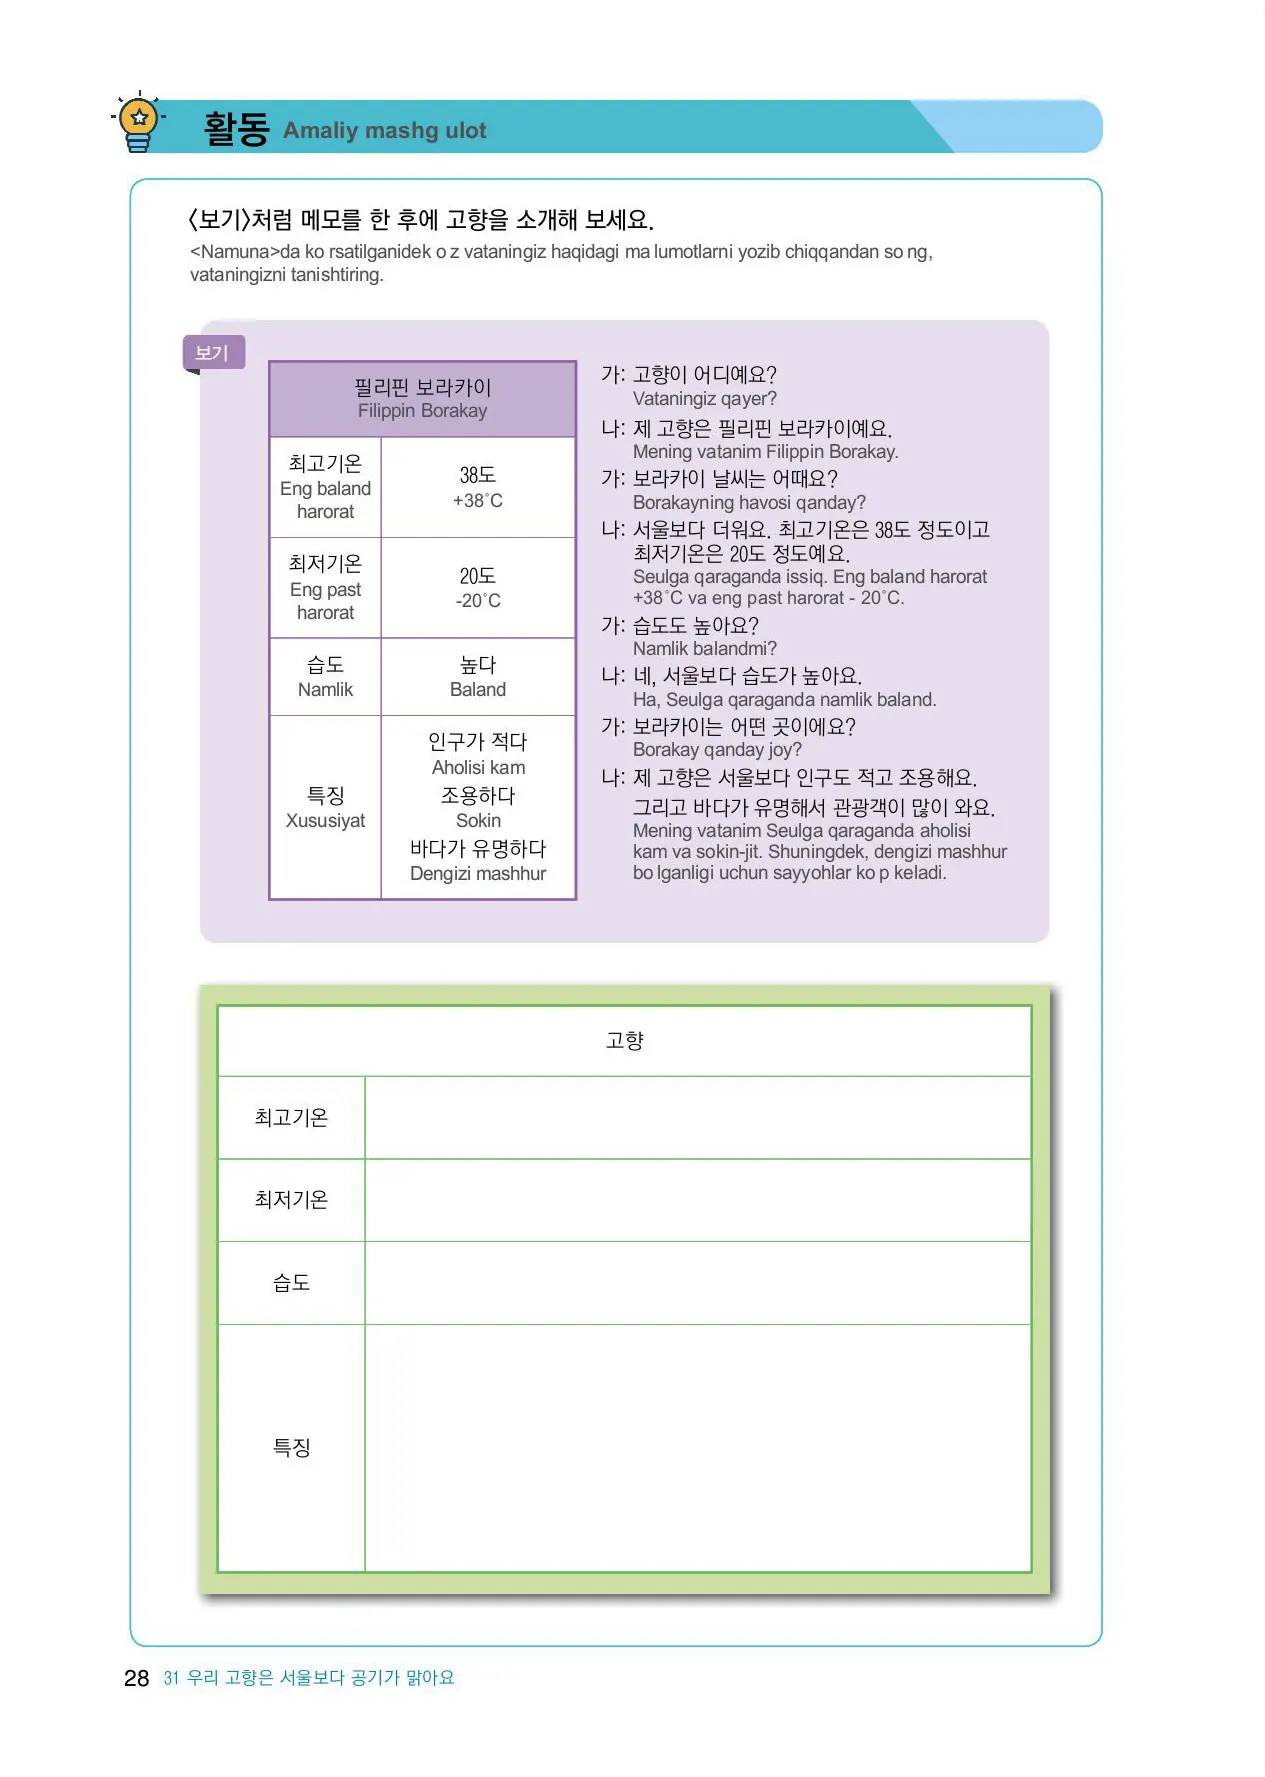 활동 Amaliy mashg ulot
<보기>처럼 메모를 한 후에 고향을 소개해 보세요.
<Namuna>da ko rsatilganidek o z vataningiz haqidagi ma lumotlarni yozib chiqqandan so ng,
vataningizni tanishtiring.
보기
필리핀 보라카이
Filippin Borakay
최고기온
Eng baland
harorat
38도
+38˚C
최저기온
Eng past
harorat
20도
-20˚C
습도
Namlik
높다
Baland
특징
Xususiyat
인구가 적다
Aholisi kam
조용하다
Sokin
바다가 유명하다
Dengizi mashhur
가: 고향이 어디예요?
Vataningiz qayer?
나: 제 고향은 필리핀 보라카이예요.
Mening vatanim Filippin Borakay.
가: 보라카이 날씨는 어때요?
Borakayning havosi qanday?
나: 서울보다 더워요. 최고기온은 38도 정도이고
최저기온은 20도 정도예요.
Seulga qaraganda issiq. Eng baland harorat
+38˚C va eng past harorat - 20˚C.
가: 습도도 높아요?
Namlik balandmi?
나: 네, 서울보다 습도가 높아요.
Ha, Seulga qaraganda namlik baland.
가: 보라카이는 어떤 곳이에요?
Borakay qanday joy?
나: 제 고향은 서울보다 인구도 적고 조용해요.
그리고 바다가 유명해서 관광객이 많이 와요.
Mening vatanim Seulga qaraganda aholisi
kam va sokin-jit. Shuningdek, dengizi mashhur
bo lganligi uchun sayyohlar ko p keladi.
고향
최고기온
최저기온
습도
특징
28 31 우리 고향은 서울보다 공기가 맑아요